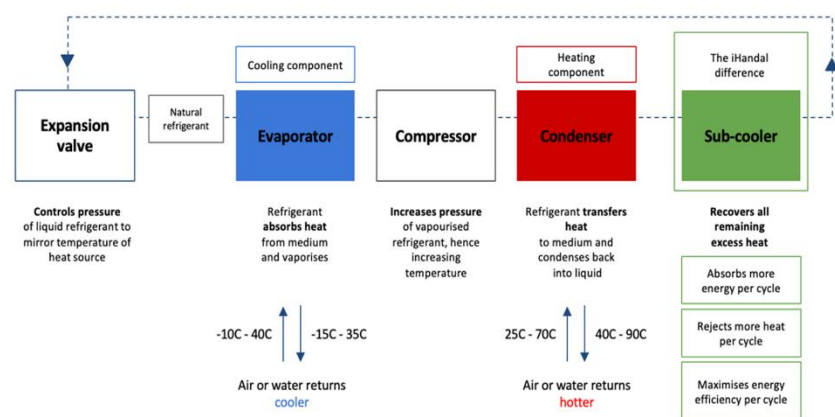 Cooling component
Heating
component
The iHandal
difference
Expansion
valve
Natural
refrigerant
Evaporator
Compressor
Condenser
Sub-cooler
Controls pressure
of liquid refrigerant to
mirror temperature of
heat source
Refrigerant
absorbs heat
from medium
and vaporises
Increases pressure
of vapourised
refrigerant, hence
increasing
temperature
Refrigerant transfers
heat
to medium and
condenses back
into liquid
Recovers all
remaining
excess heat
Absorbs more
energy per cycle
Rejects more heat
per cycle
Maximises energy
efficiency per cycle
-10C - 40C
-15C - 35C
25C - 70C
40C - 90C
Air or water returns
cooler
Air or water returns
hotter